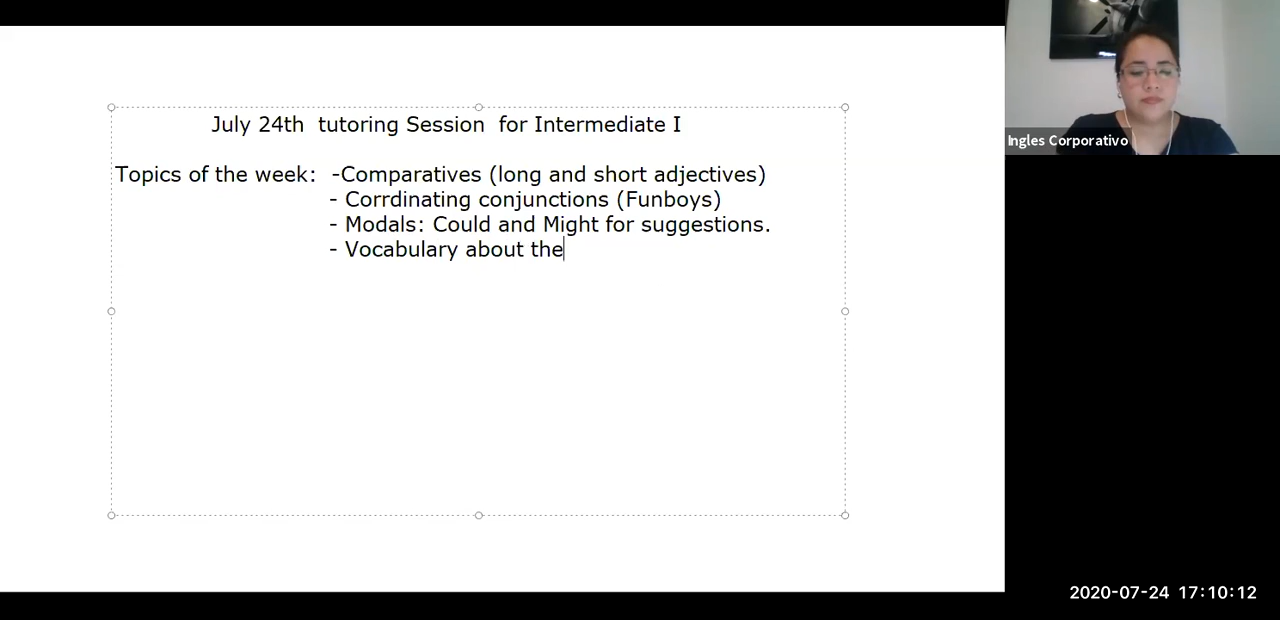 July 24th  tutoring Session  for Intermediate I
Topics of the week:  -Comparatives (long and short adjectives)
- Corrdinating conjunctions (Funboys)
- Modals: Could and Might for suggestions.
- Vocabulary about the
Ingles Corporativo
2020-07-24  17:10:12